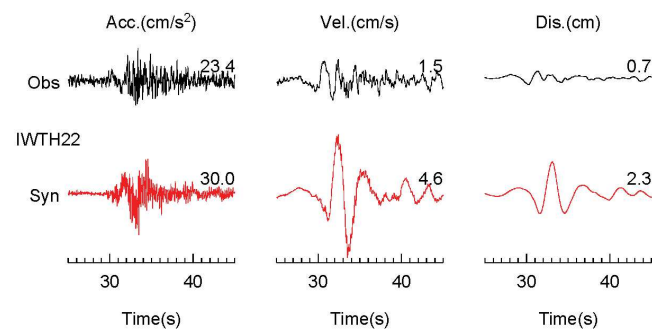 Acc.(cm/s²) Vel.(cm/s) Dis.(cm)
Obs 23.4 1.5 0.7
IWTH22
Syn 30.0 4.6 2.3
30 40 30 40 30 40
Time(s) Time(s) Time(s)